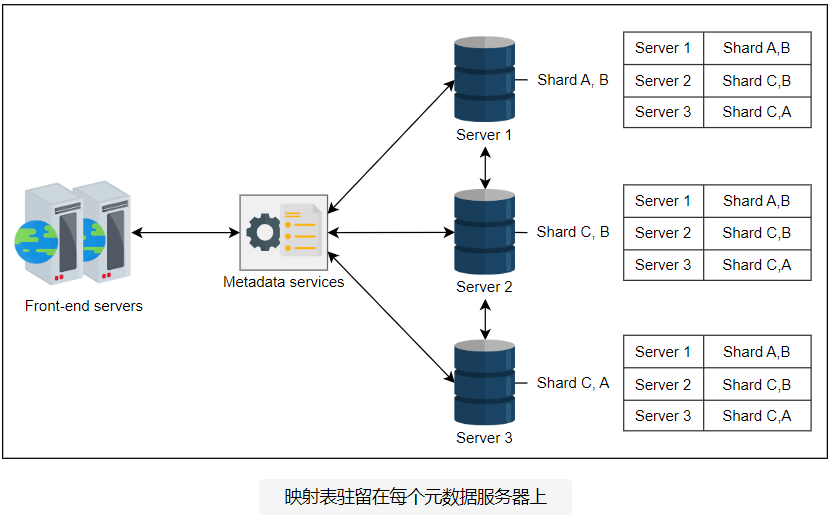 Shard A, B
Server 1
Server 1 Shard A,B
Server 2 Shard C,B
Server 3 Shard C,A
Front-end servers
Metadata services
Shard C, B
Server 2
Server 1 Shard A,B
Server 2 Shard C,B
Server 3 Shard C,A
Shard C, A
Server 3
Server 1 Shard A,B
Server 2 Shard C,B
Server 3 Shard C,A
映射表驻留在每个元数据服务器上